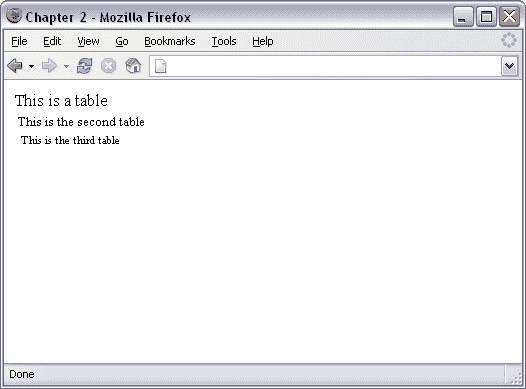 Chapter 2 - Mozilla Firefox
File Edit View Go Bookmarks Tools Help
This is a table
This is the second table
This is the third table
Done